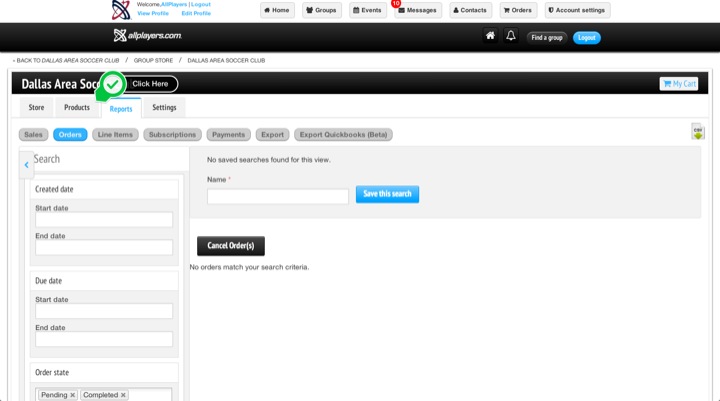 Welcome, AllPlayers | Logout
View Profile Edit Profile
Home Groups Events 10 Messages Contacts Orders Account settings
allplayers.com
Find a group Logout
BACK TO DALLAS AREA SOCCER CLUB / GROUP STORE / DALLAS AREA SOCCER CLUB
Dallas Area Soc Click Here My Cart
Store Products Reports Settings
Sales Orders Line Items Subscriptions Payments Export Export Quickbooks (Beta)
CSV
Search
No saved searches found for this view.
Name *
Save this search
Created date
Start date
End date
Cancel Order(s)
No orders match your search criteria.
Due date
Start date
End date
Order state
Pending × Completed ×